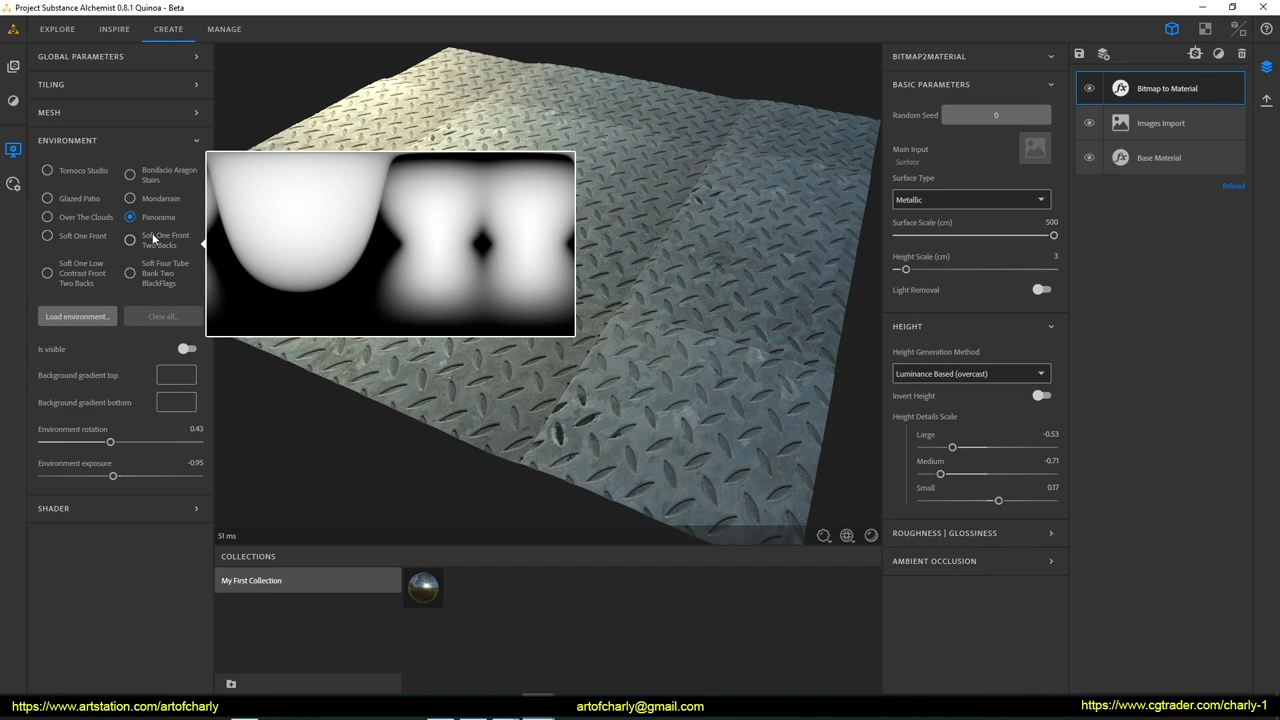 Project Substance Alchemist 0.8.1 Quinoa - Beta
EXPLORE INSPIRE CREATE MANAGE
GLOBAL PARAMETERS
TILING
MESH
ENVIRONMENT
Tomoco Studio
Bonifacio Aragon
Stairs
Glazed Patio
Mondarrain
Over The Clouds
Panorama
Soft One Front
Soft One Front
Two Backs
Soft One Low
Contrast Front
Two Backs
Soft Four Tube
Bank Two
BlackFlags
Load environment...
Clear all...
Is visible
Background gradient top
Background gradient bottom
Environment rotation 0.43
Environment exposure -0.95
SHADER
51 ms
COLLECTIONS
My First Collection
BITMAP2MATERIAL
BASIC PARAMETERS
Random Seed 0
Main Input
Surface
Surface Type
Metallic
Surface Scale (cm) 500
Height Scale (cm) 3
Light Removal
HEIGHT
Height Generation Method
Luminance Based (overcast)
Invert Height
Height Details Scale
Large -0.53
Medium -0.71
Small 0.17
ROUGHNESS | GLOSSINESS
AMBIENT OCCLUSION
Bitmap to Material
Images Import
Base Material
Reload
https://www.artstation.com/artofcharly artofcharly@gmail.com https://www.cgtrader.com/charly-1